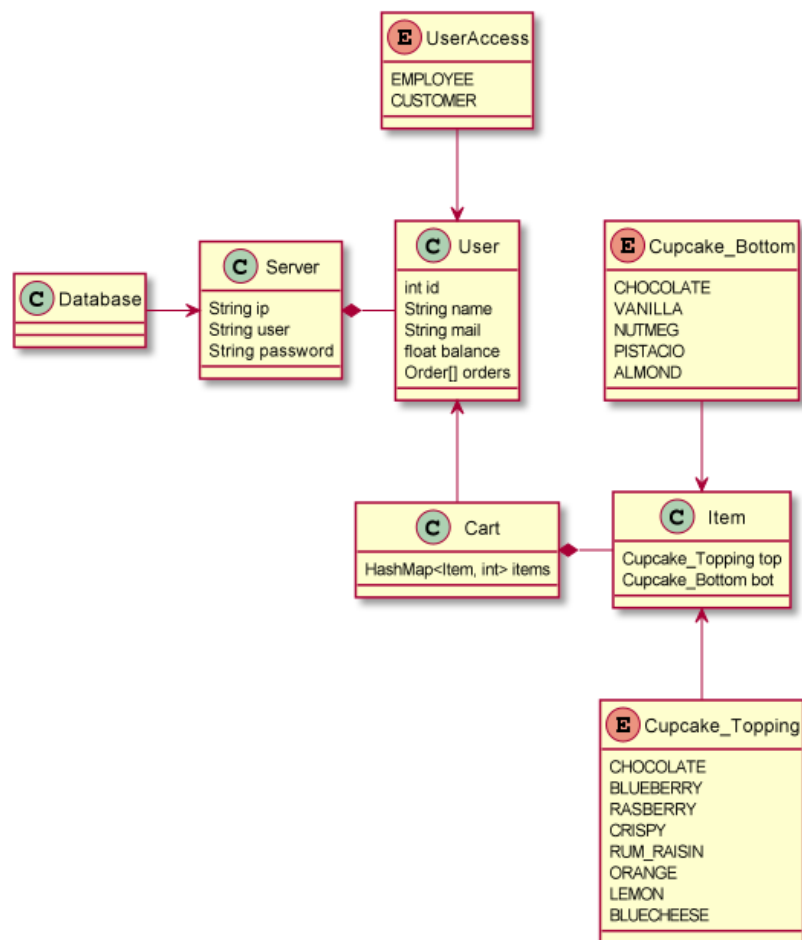 E UserAccess
EMPLOYEE
CUSTOMER
C Database
C Server
String ip
String user
String password
C User
int id
String name
String mail
float balance
Order[] orders
E Cupcake_Bottom
CHOCOLATE
VANILLA
NUTMEG
PISTACIO
ALMOND
C Cart
HashMap<Item, int> items
C Item
Cupcake_Topping top
Cupcake_Bottom bot
E Cupcake_Topping
CHOCOLATE
BLUEBERRY
RASBERRY
CRISPY
RUM_RAISIN
ORANGE
LEMON
BLUECHEESE